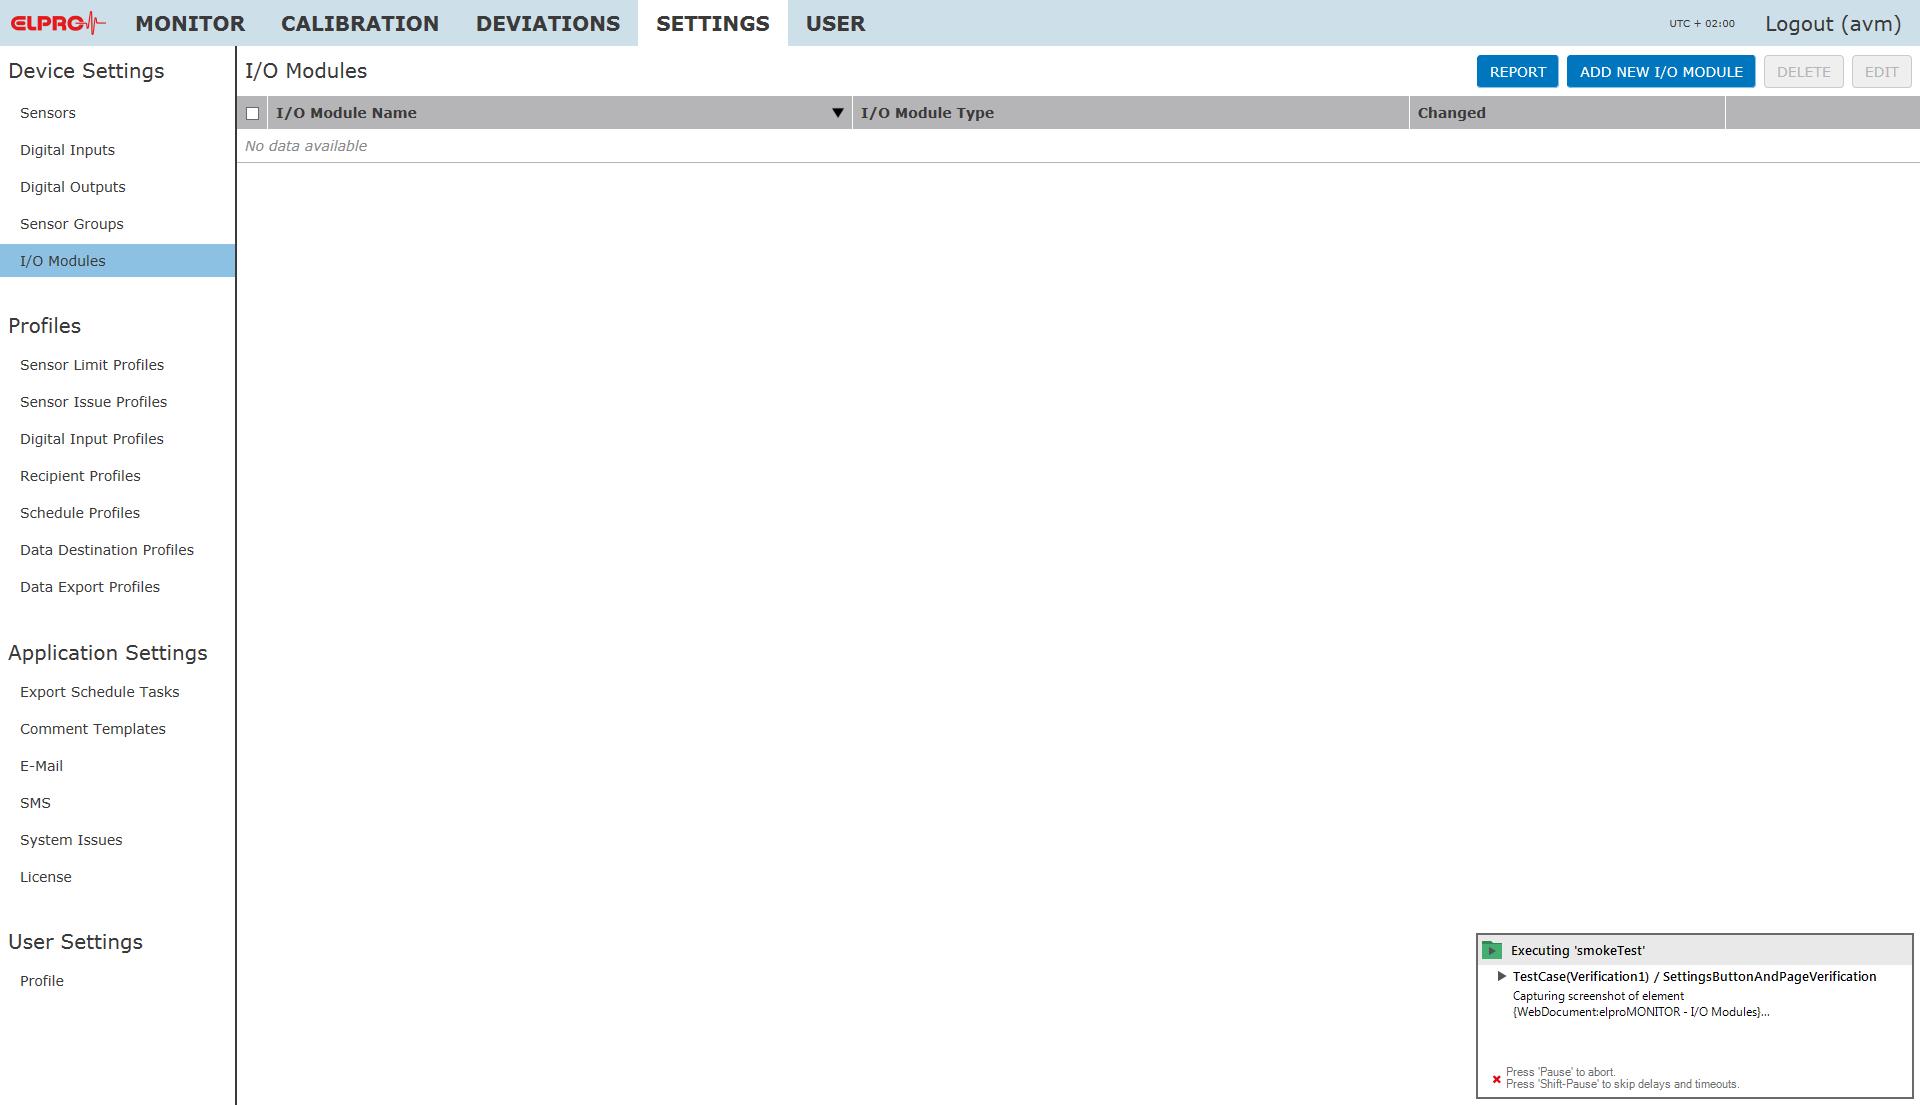 ELPRO MONITOR CALIBRATION DEVIATIONS SETTINGS USER UTC + 02:00 Logout (avm)
Device Settings
Sensors
Digital Inputs
Digital Outputs
Sensor Groups
I/O Modules
Profiles
Sensor Limit Profiles
Sensor Issue Profiles
Digital Input Profiles
Recipient Profiles
Schedule Profiles
Data Destination Profiles
Data Export Profiles
Application Settings
Export Schedule Tasks
Comment Templates
E-Mail
SMS
System Issues
License
User Settings
Profile
I/O Modules REPORT ADD NEW I/O MODULE DELETE EDIT
I/O Module Name I/O Module Type Changed
No data available
Executing 'smokeTest'
TestCase(Verification1) / SettingsButtonAndPageVerification
Capturing screenshot of element
{WebDocument:elproMONITOR - I/O Modules}...
Press 'Pause' to abort.
Press 'Shift-Pause' to skip delays and timeouts.